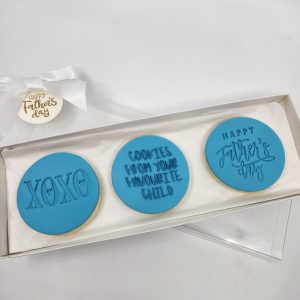 HAPPY
Father's
day
XOXO
COOKIES
FROM YOUR
FAVOURITE
CHILD
HAPPY
Father's
day